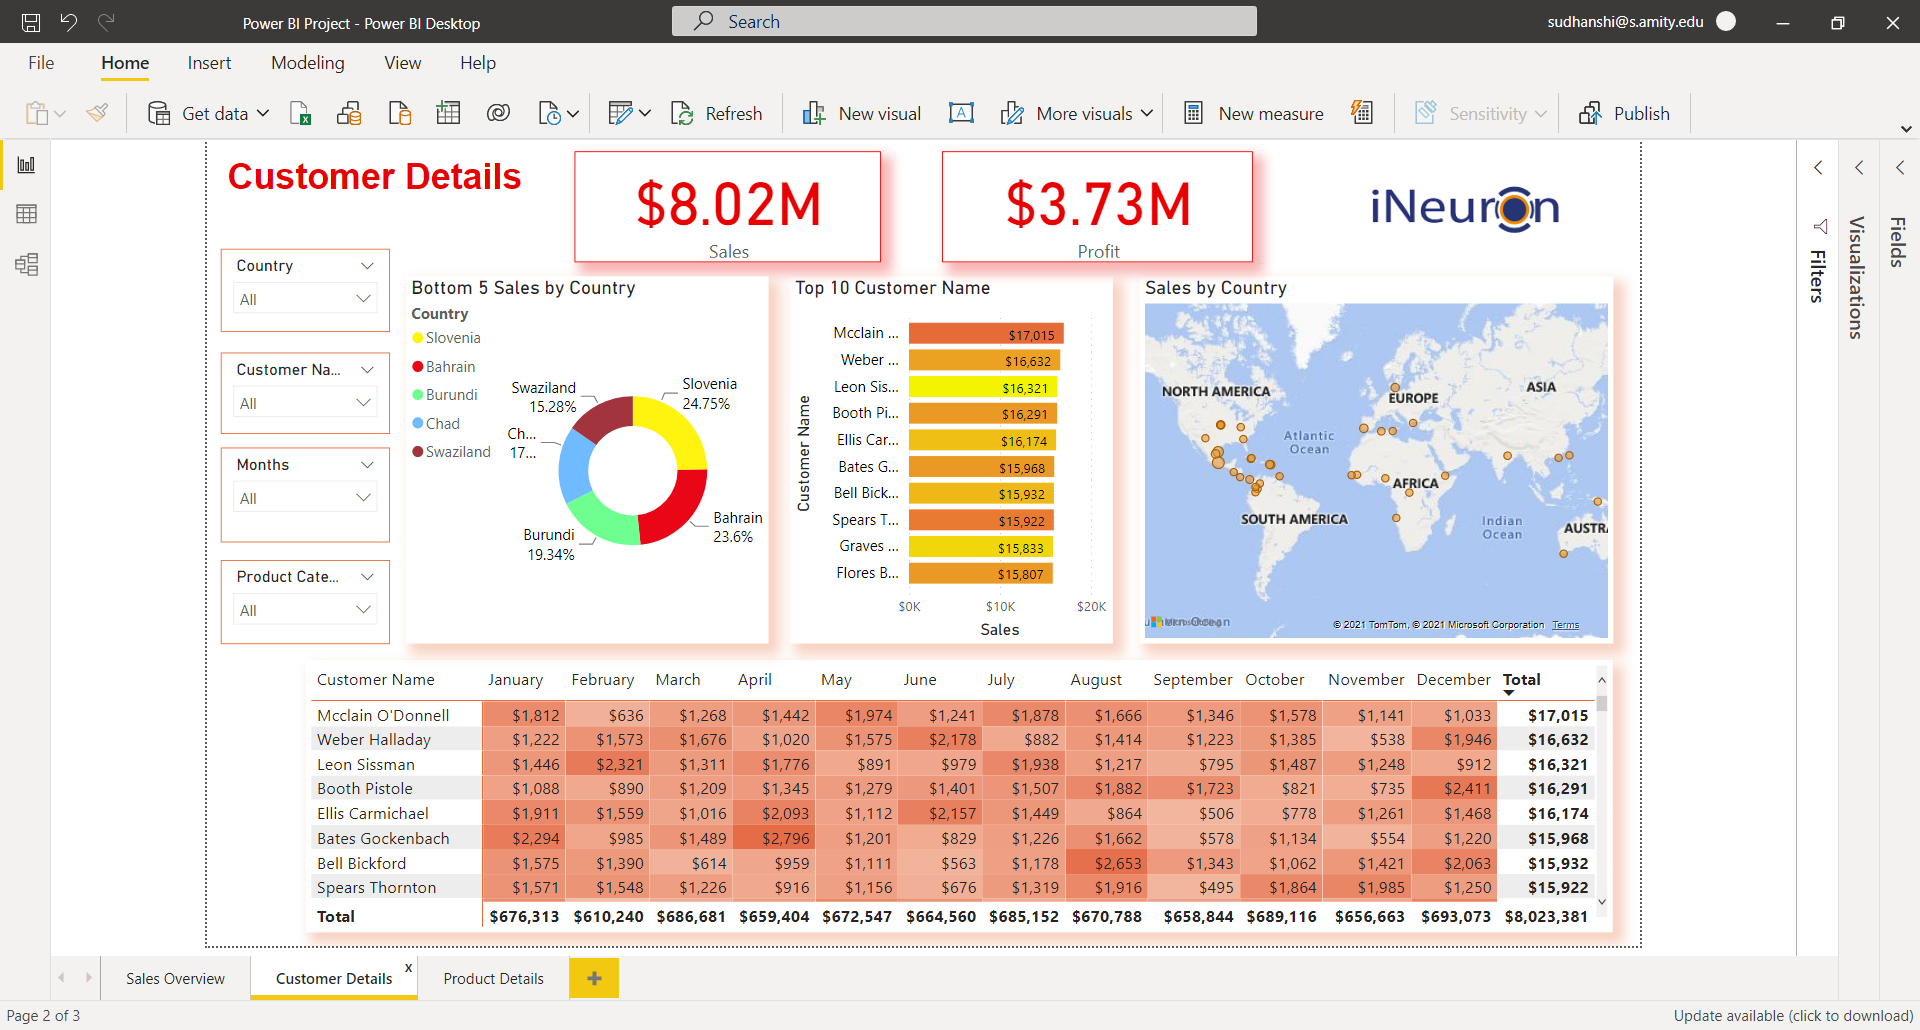 Power BI Project - Power BI Desktop
Search
sudhanshi@s.amity.edu
File Home Insert Modeling View Help
Get data Refresh New visual More visuals New measure Sensitivity Publish
Customer Details
$8.02M
Sales
$3.73M
Profit
iNeuron
Filters
Visualizations
Fields
Country
All
Customer Na...
All
Months
All
Product Cate...
All
Bottom 5 Sales by Country
Country
Slovenia
Bahrain
Burundi
Chad
Swaziland
Swaziland
15.28%
Slovenia
24.75%
Ch...
17...
Bahrain
23.6%
Burundi
19.34%
Top 10 Customer Name
Customer Name
Mcclain ... $17,015
Weber ... $16,632
Leon Sis... $16,321
Booth Pi... $16,291
Ellis Car... $16,174
Bates G... $15,968
Bell Bick... $15,932
Spears T... $15,922
Graves ... $15,833
Flores B... $15,807
$0K $10K $20K
Sales
Sales by Country
NORTH AMERICA
EUROPE
ASIA
Atlantic
Ocean
AFRICA
SOUTH AMERICA
Indian
Ocean
AUSTRA
© 2021 TomTom, © 2021 Microsoft Corporation Terms
Customer Name January February March April May June July August September October November December Total
Mcclain O'Donnell $1,812 $636 $1,268 $1,442 $1,974 $1,241 $1,878 $1,666 $1,346 $1,578 $1,141 $1,033 $17,015
Weber Halladay $1,222 $1,573 $1,676 $1,020 $1,575 $2,178 $882 $1,414 $1,223 $1,385 $538 $1,946 $16,632
Leon Sissman $1,446 $2,321 $1,311 $1,776 $891 $979 $1,938 $1,217 $795 $1,487 $1,248 $912 $16,321
Booth Pistole $1,088 $890 $1,209 $1,345 $1,279 $1,401 $1,507 $1,882 $1,723 $821 $735 $2,411 $16,291
Ellis Carmichael $1,911 $1,559 $1,016 $2,093 $1,112 $2,157 $1,449 $864 $506 $778 $1,261 $1,468 $16,174
Bates Gockenbach $2,294 $985 $1,489 $2,796 $1,201 $829 $1,226 $1,662 $578 $1,134 $554 $1,220 $15,968
Bell Bickford $1,575 $1,390 $614 $959 $1,111 $563 $1,178 $2,653 $1,343 $1,062 $1,421 $2,063 $15,932
Spears Thornton $1,571 $1,548 $1,226 $916 $1,156 $676 $1,319 $1,916 $495 $1,864 $1,985 $1,250 $15,922
Total $676,313 $610,240 $686,681 $659,404 $672,547 $664,560 $685,152 $670,788 $658,844 $689,116 $656,663 $693,073 $8,023,381
Sales Overview Customer Details x Product Details +
Page 2 of 3
Update available (click to download)